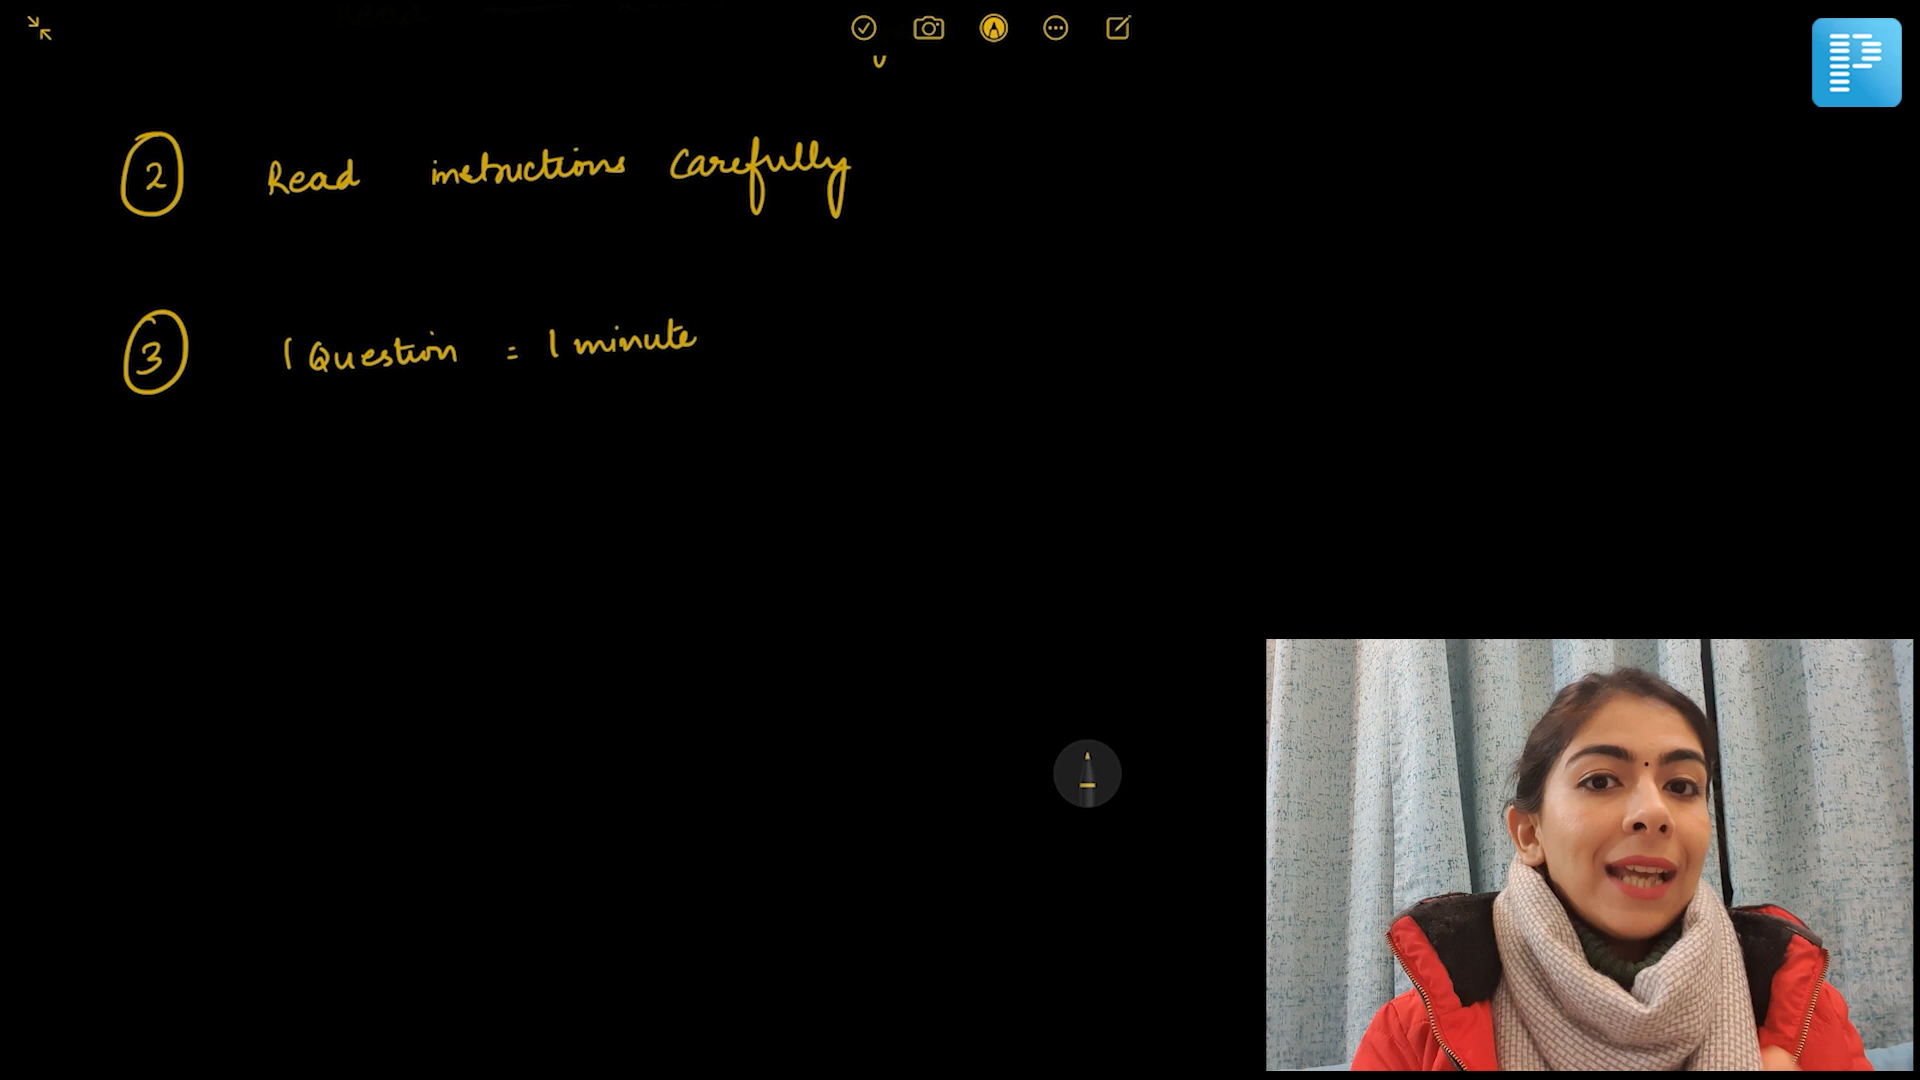 2 Read instructions Carefully
3 1 Question = 1 minute